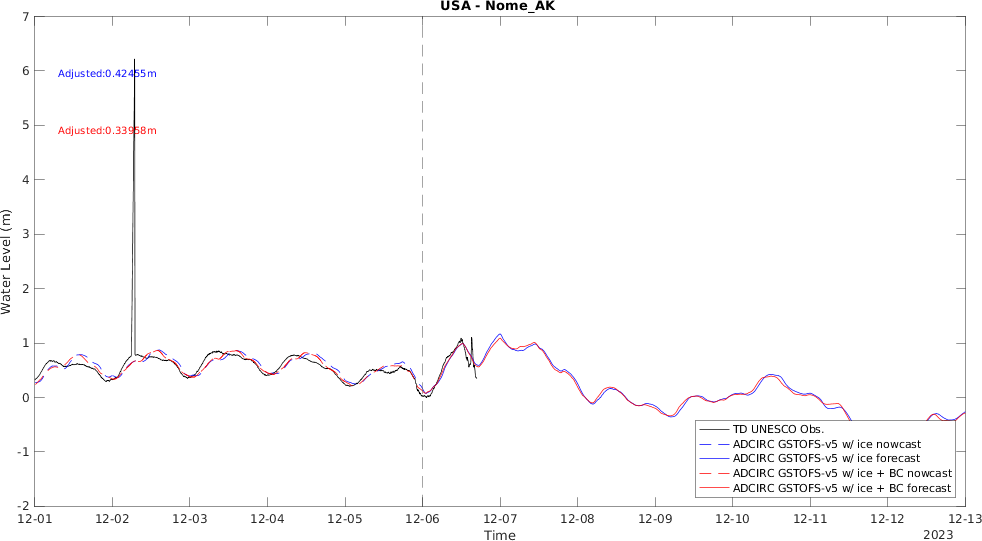 USA - Nome_AK
7
6
5
4
3
2
1
0
-1
-2
Water Level (m)
Adjusted:0.42455m
Adjusted:0.33958m
TD UNESCO Obs.
ADCIRC GSTOFS-v5 w/ ice nowcast
ADCIRC GSTOFS-v5 w/ ice forecast
ADCIRC GSTOFS-v5 w/ ice + BC nowcast
ADCIRC GSTOFS-v5 w/ ice + BC forecast
12-01 12-02 12-03 12-04 12-05 12-06 12-07 12-08 12-09 12-10 12-11 12-12 12-13
Time
2023